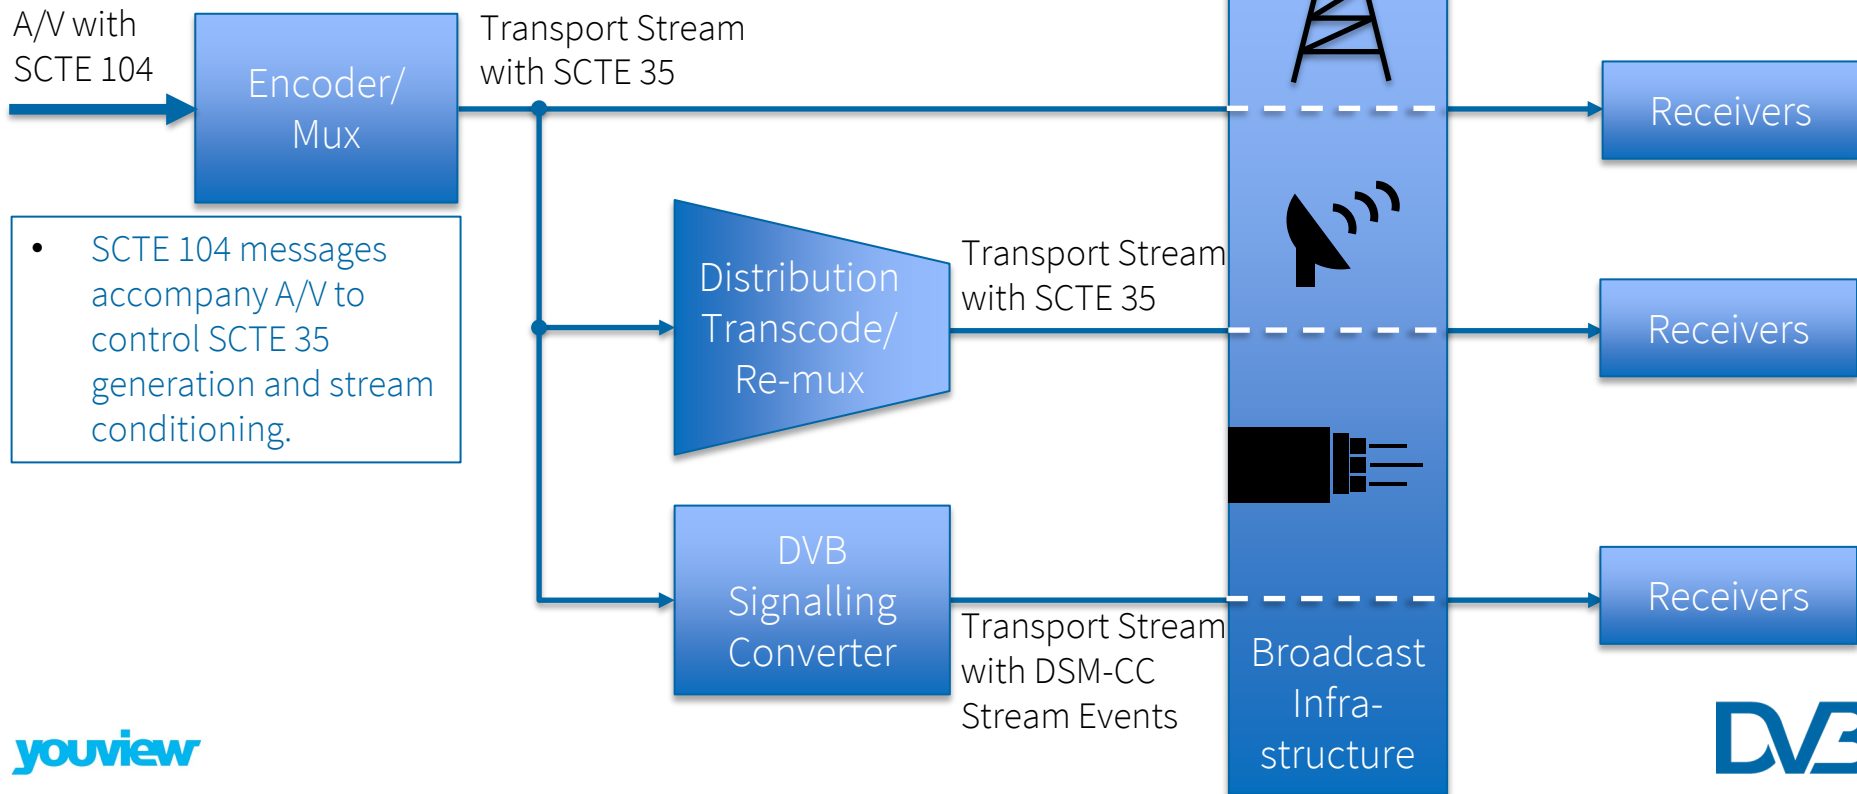 A/V with
SCTE 104
Encoder/
Mux
Transport Stream
with SCTE 35
Receivers
• SCTE 104 messages
accompany A/V to
control SCTE 35
generation and stream
conditioning.
Distribution
Transcode/
Re-mux
Transport Stream
with SCTE 35
Receivers
DVB
Signalling
Converter
Transport Stream
with DSM-CC
Stream Events
Broadcast
Infra-
structure
Receivers
youview
DVB